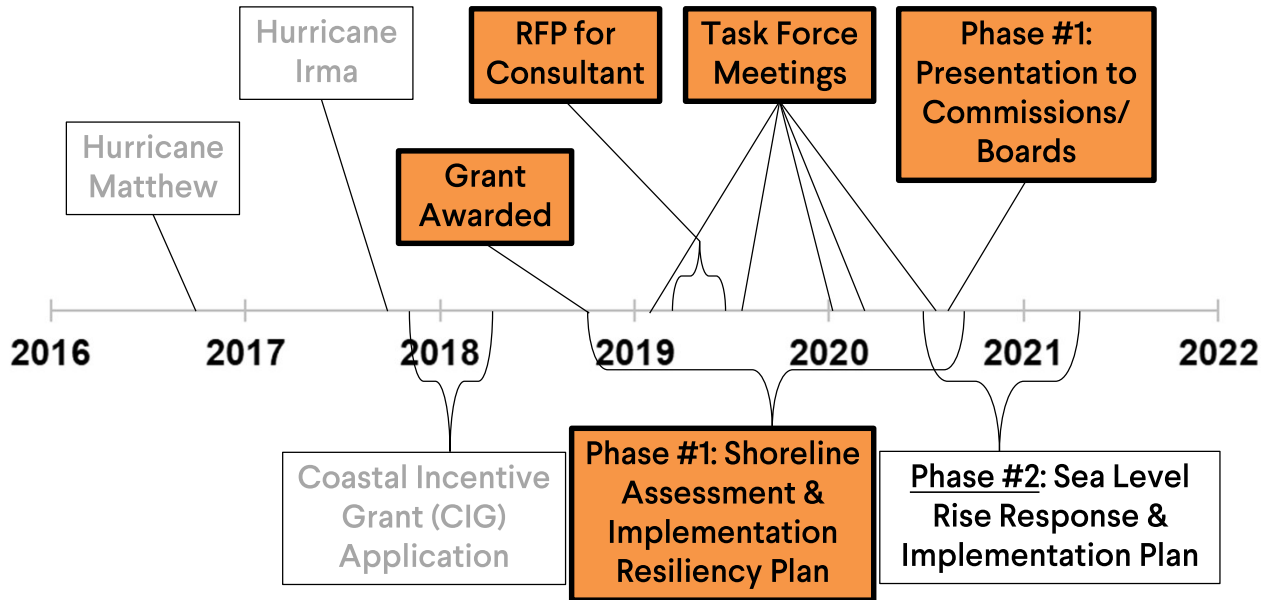 Hurricane
Irma
RFP for
Consultant
Task Force
Meetings
Phase #1:
Presentation to
Commissions/
Boards
Hurricane
Matthew
Grant
Awarded
2016 2017 2018 2019 2020 2021 2022
Coastal Incentive
Grant (CIG)
Application
Phase #1: Shoreline
Assessment &
Implementation
Resiliency Plan
Phase #2: Sea Level
Rise Response &
Implementation Plan